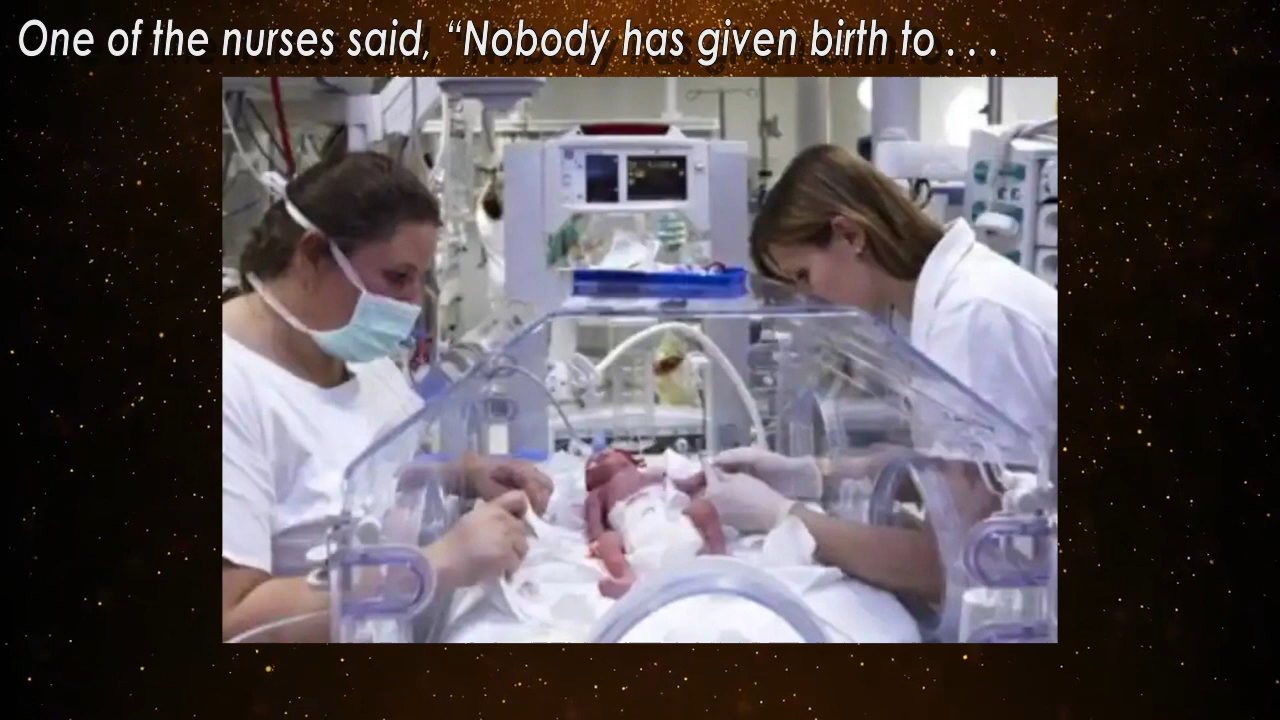 One of the nurses said, “Nobody has given birth to . . .